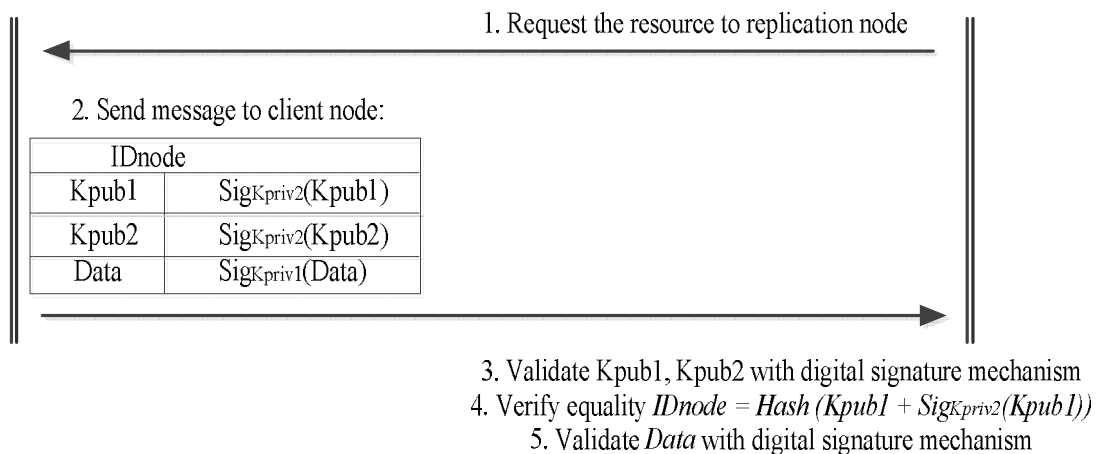 1. Request the resource to replication node
2. Send message to client node:
IDnode
Kpub1 SigKpriv2(Kpub1)
Kpub2 SigKpriv2(Kpub2)
Data SigKpriv1(Data)
3. Validate Kpub1, Kpub2 with digital signature mechanism
4. Verify equality IDnode = Hash (Kpub1 + SigKpriv2(Kpub1))
5. Validate Data with digital signature mechanism